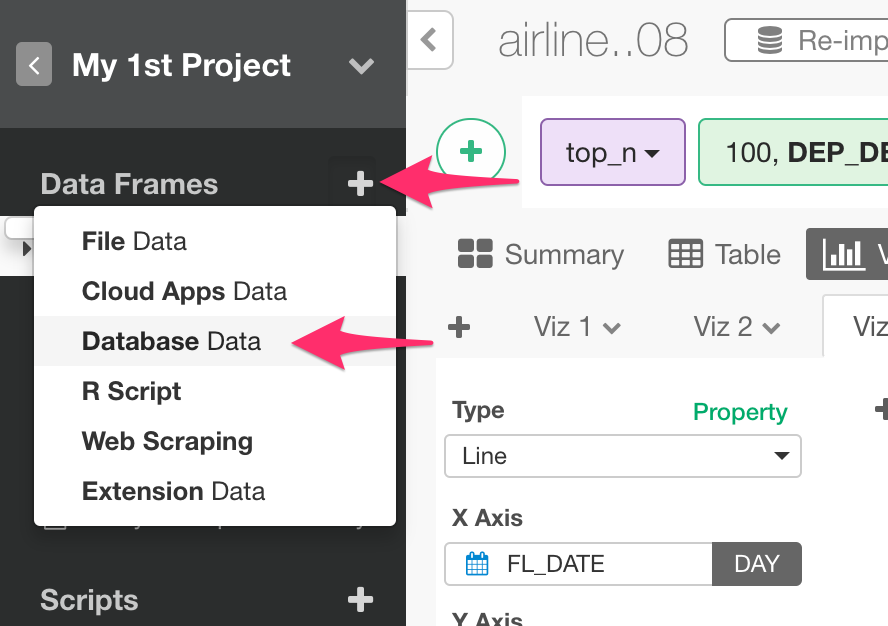 My 1st Project
airline..08
Re-imp
top_n
100, DEP_DE
Data Frames
File Data
Cloud Apps Data
Database Data
R Script
Web Scraping
Extension Data
Scripts
Summary
Table
Viz 1
Viz 2
Viz
Type
Property
Line
X Axis
FL_DATE
DAY
Y Axis